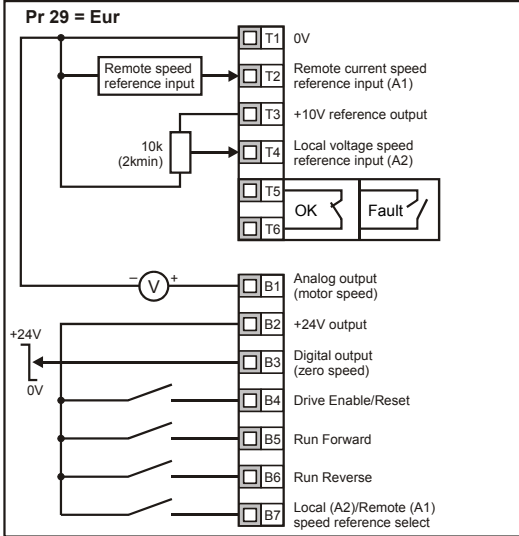 Pr 29 = Eur
T1 0V
Remote speed
reference input
T2 Remote current speed
reference input (A1)
T3 +10V reference output
10k
(2kmin)
T4 Local voltage speed
reference input (A2)
T5
OK Fault
T6
– V +
B1 Analog output
(motor speed)
B2 +24V output
+24V
0V
B3 Digital output
(zero speed)
B4 Drive Enable/Reset
B5 Run Forward
B6 Run Reverse
B7 Local (A2)/Remote (A1)
speed reference select